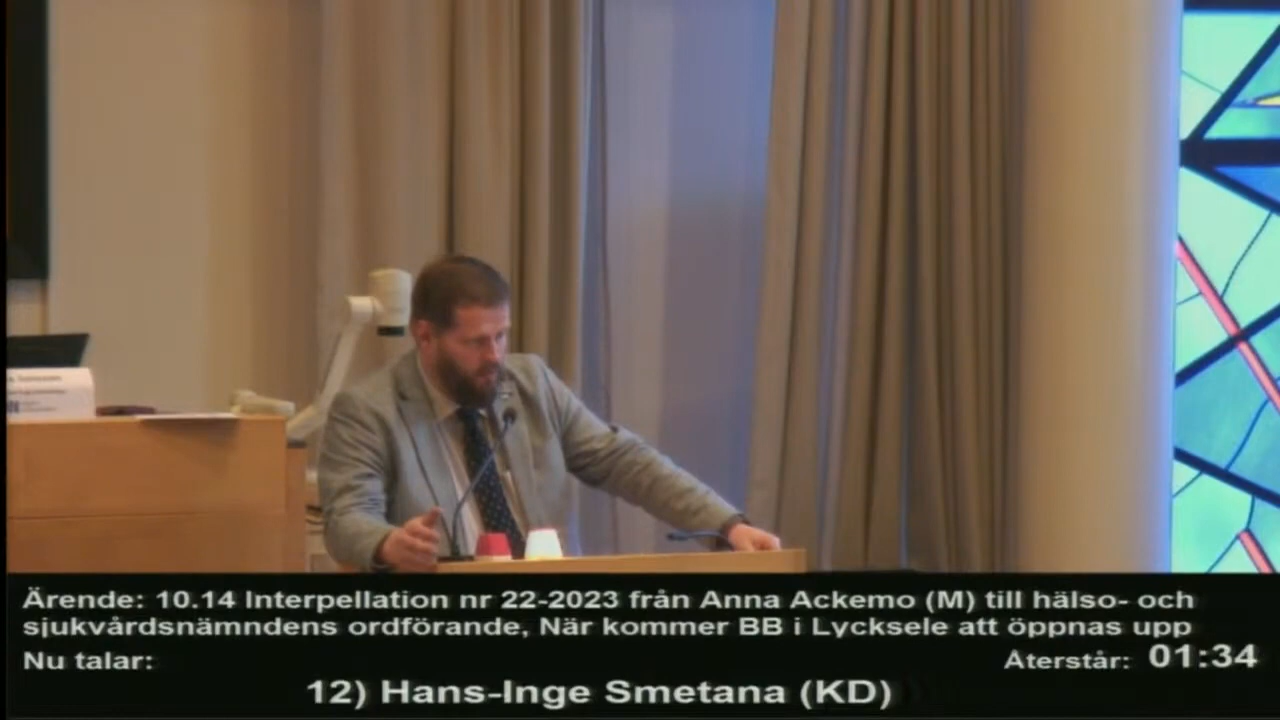 Ärende: 10.14 Interpellation nr 22-2023 från Anna Ackemo (M) till hälso- och
sjukvårdsnämndens ordförande, När kommer BB i Lycksele att öppnas upp
Nu talar:
Återstår: 01:34
12) Hans-Inge Smetana (KD)